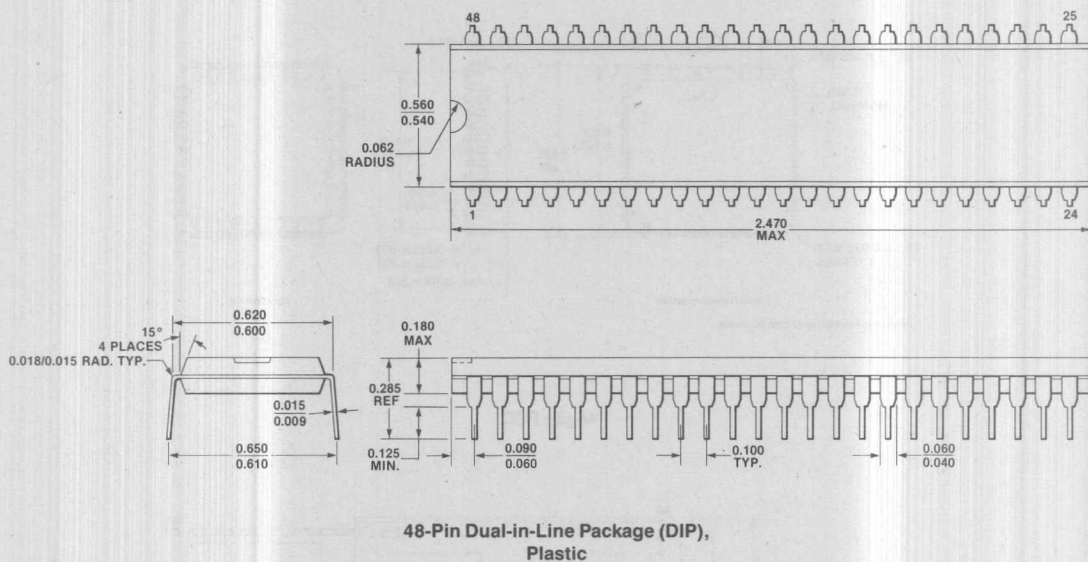 48
25
0.560
0.540
0.062
RADIUS
1
24
2.470
MAX
0.620
0.600
15°
4 PLACES
0.018/0.015 RAD. TYP.
0.180
MAX
0.285
REF
0.015
0.009
0.650
0.610
0.125
MIN.
0.090
0.060
0.100
TYP.
0.060
0.040
48-Pin Dual-in-Line Package (DIP),
Plastic